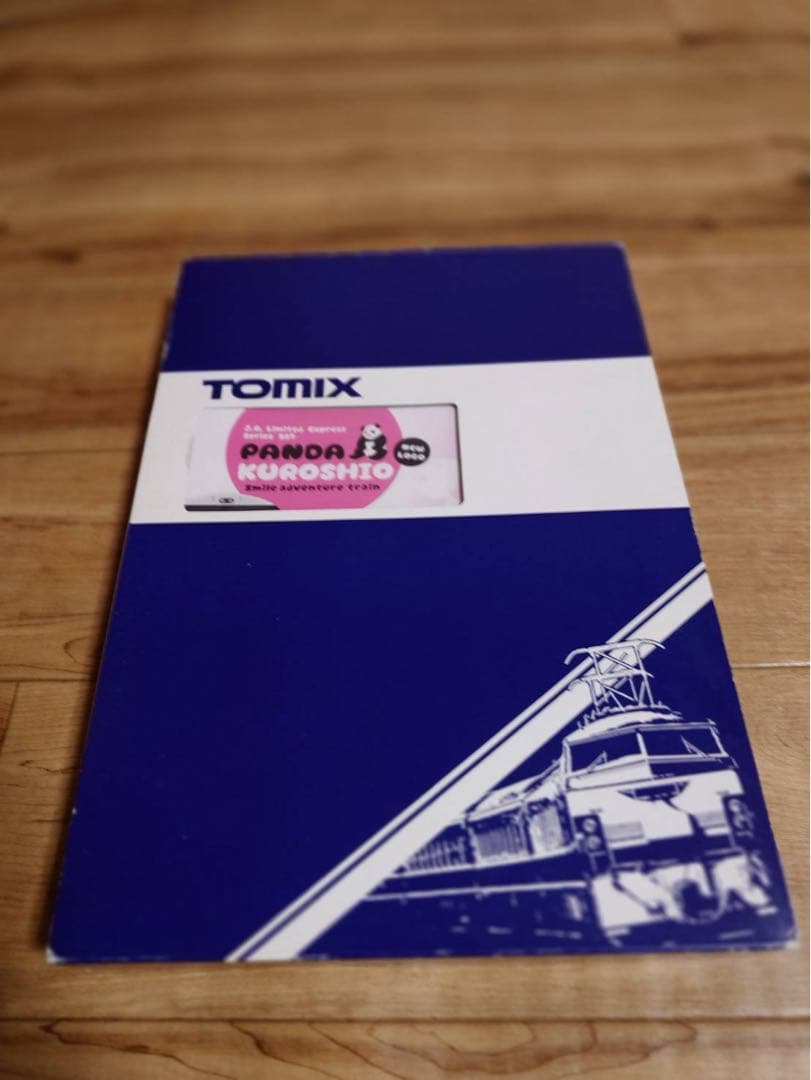 TOMIX
J.R. Limited Express
Series 287
PANDA
NEW
LOGO
KUROSHIO
Smile adventure train